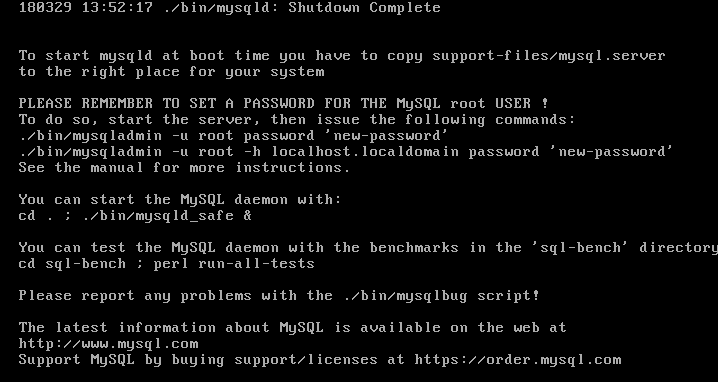 180329 13:52:17 ./bin/mysqld: Shutdown Complete
To start mysqld at boot time you have to copy support-files/mysql.server
to the right place for your system
PLEASE REMEMBER TO SET A PASSWORD FOR THE MySQL root USER !
To do so, start the server, then issue the following commands:
./bin/mysqladmin -u root password 'new-password'
./bin/mysqladmin -u root -h localhost.localdomain password 'new-password'
See the manual for more instructions.
You can start the MySQL daemon with:
cd . ; ./bin/mysqld_safe &
You can test the MySQL daemon with the benchmarks in the 'sql-bench' directory
cd sql-bench ; perl run-all-tests
Please report any problems with the ./bin/mysqlbug script!
The latest information about MySQL is available on the web at
http://www.mysql.com
Support MySQL by buying support/licenses at https://order.mysql.com